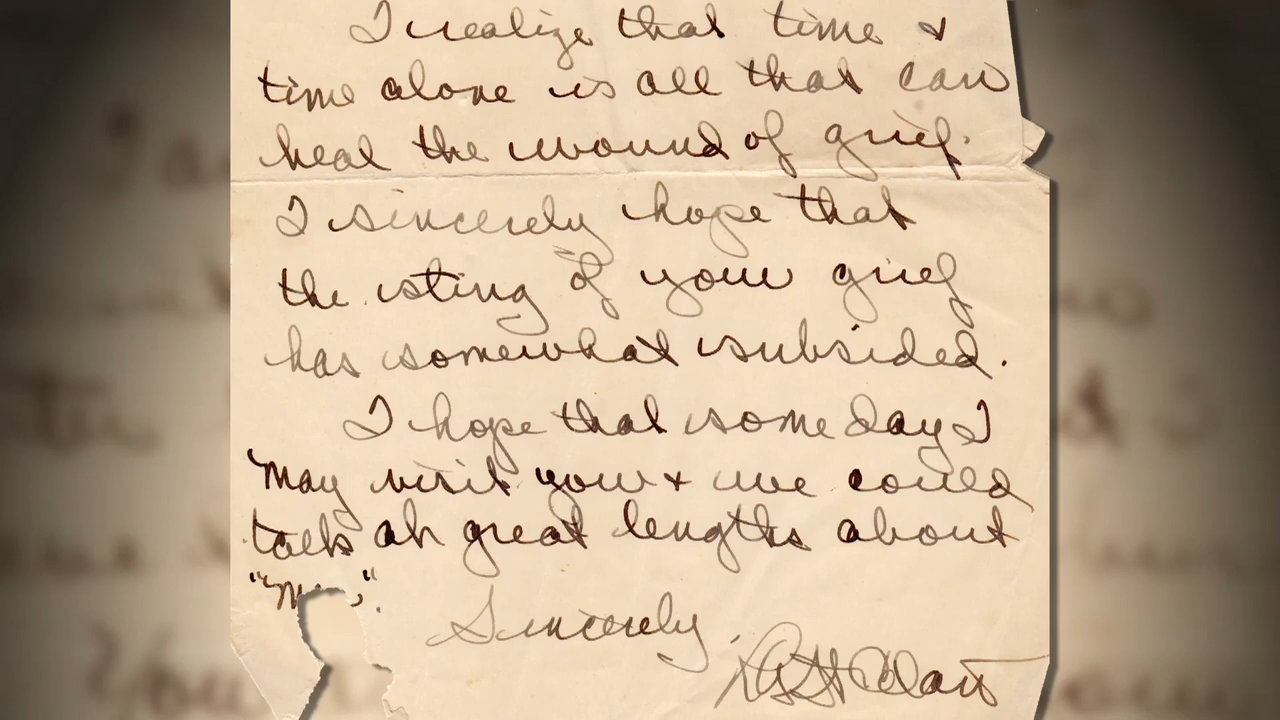 I realize that time &
time alone is all that can
heal the wound of grief.
I sincerely hope that
the sting of your grief
has somewhat subsided.
I hope that some day I
may visit you & we could
talk at great lengths about
Sincerely,